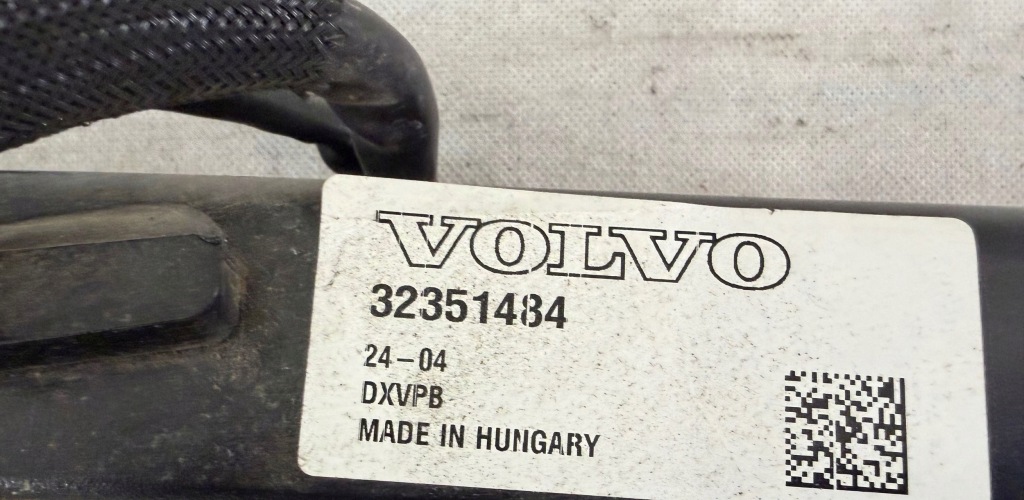 VOLVO
32351484
24-04
DXVPB
MADE IN HUNGARY